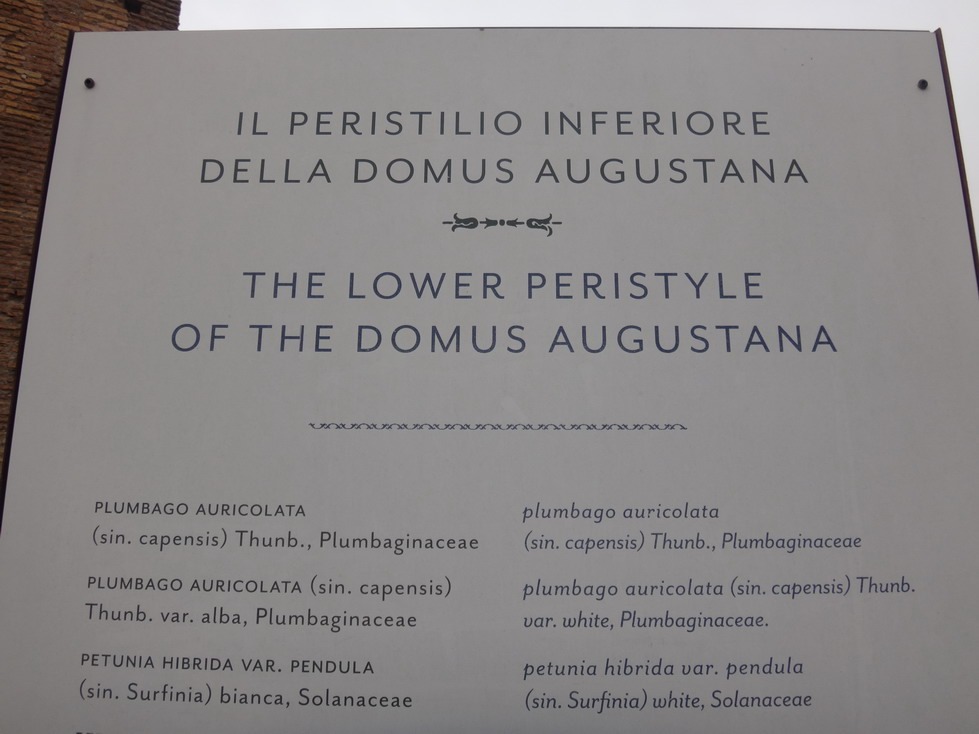 IL PERISTILIO INFERIORE
DELLA DOMUS AUGUSTANA
THE LOWER PERISTYLE
OF THE DOMUS AUGUSTANA
PLUMBAGO AURICOLATA
(sin. capensis) Thunb., Plumbaginaceae
PLUMBAGO AURICOLATA (sin. capensis)
Thunb. var. alba, Plumbaginaceae
PETUNIA HIBRIDA VAR. PENDULA
(sin. Surfinia) bianca, Solanaceae
plumbago auricolata
(sin. capensis) Thunb., Plumbaginaceae
plumbago auricolata (sin. capensis) Thunb.
var. white, Plumbaginaceae.
petunia hibrida var. pendula
(sin. Surfinia) white, Solanaceae